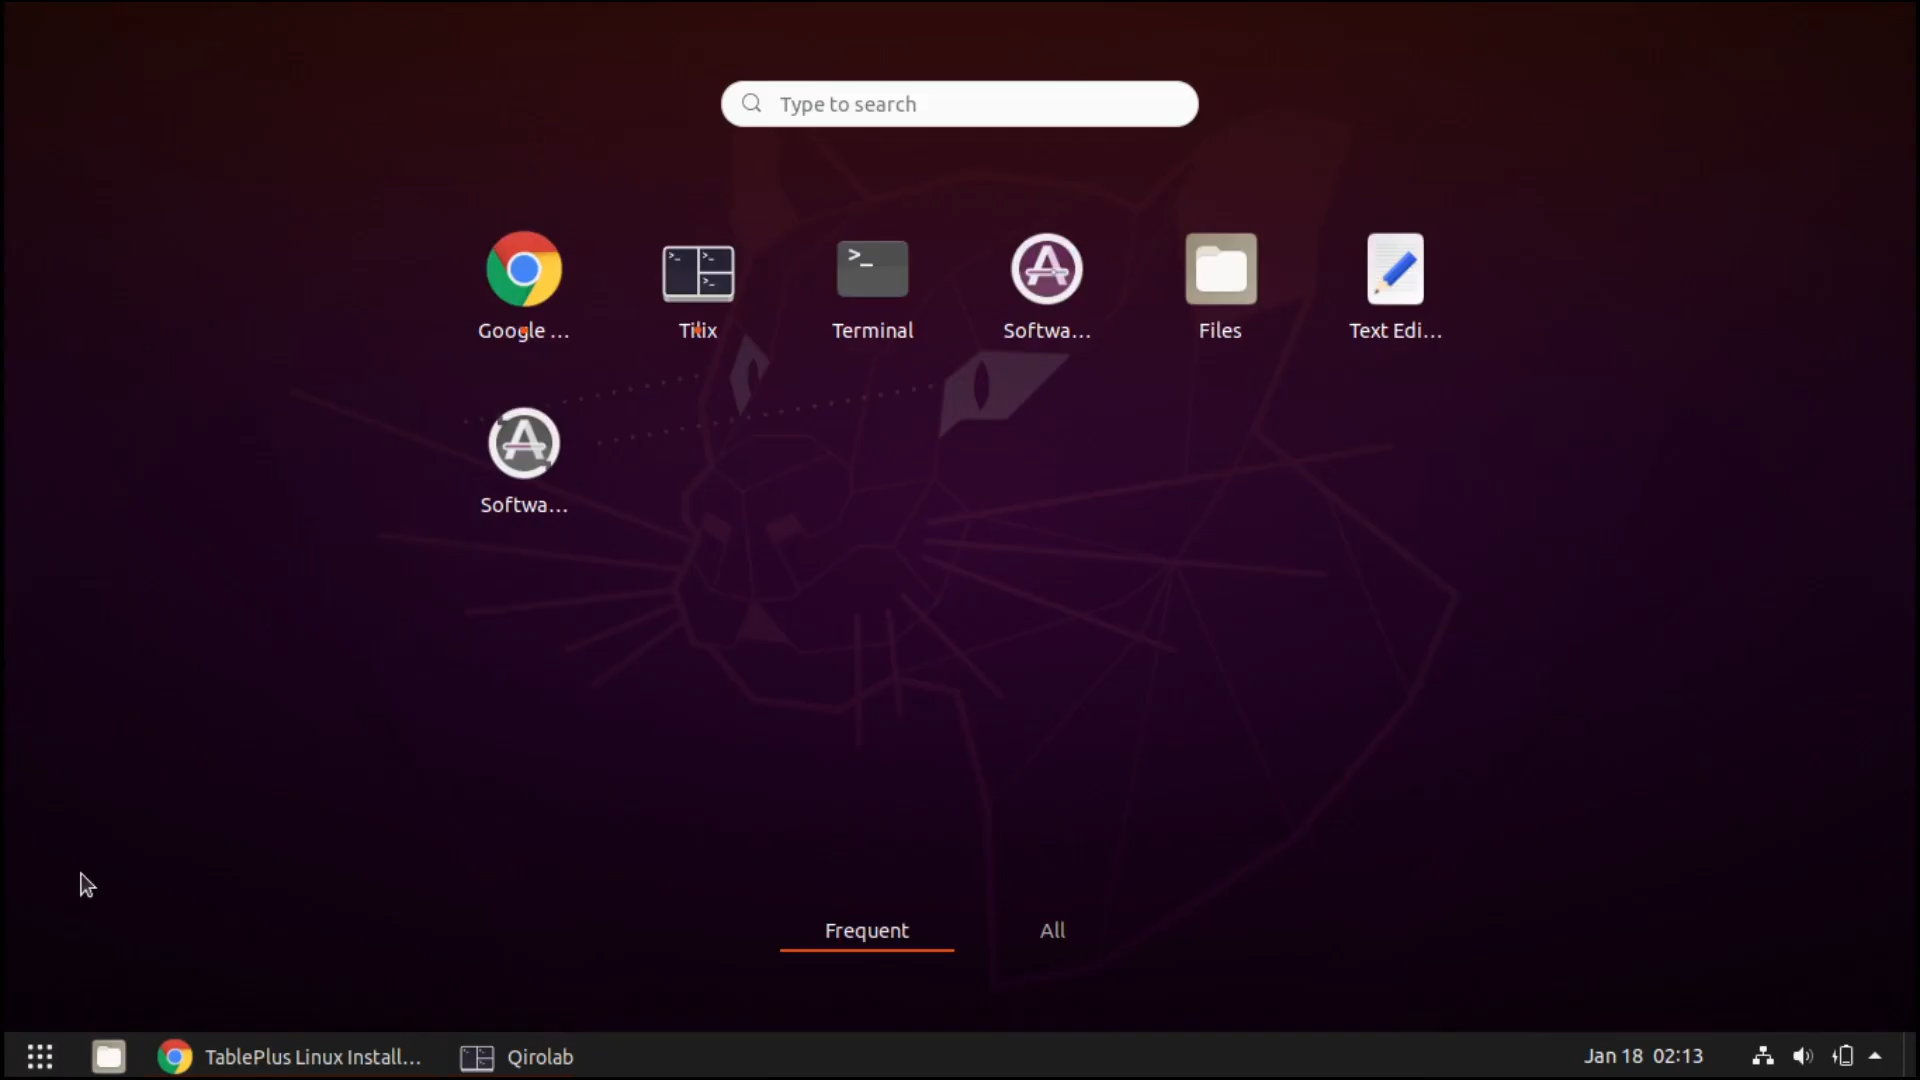 Type to search
Google ...
Tilix
Terminal
Softwa...
Files
Text Edi...
Softwa...
Frequent
All
TablePlus Linux Install...
Qirolab
Jan 18 02:13